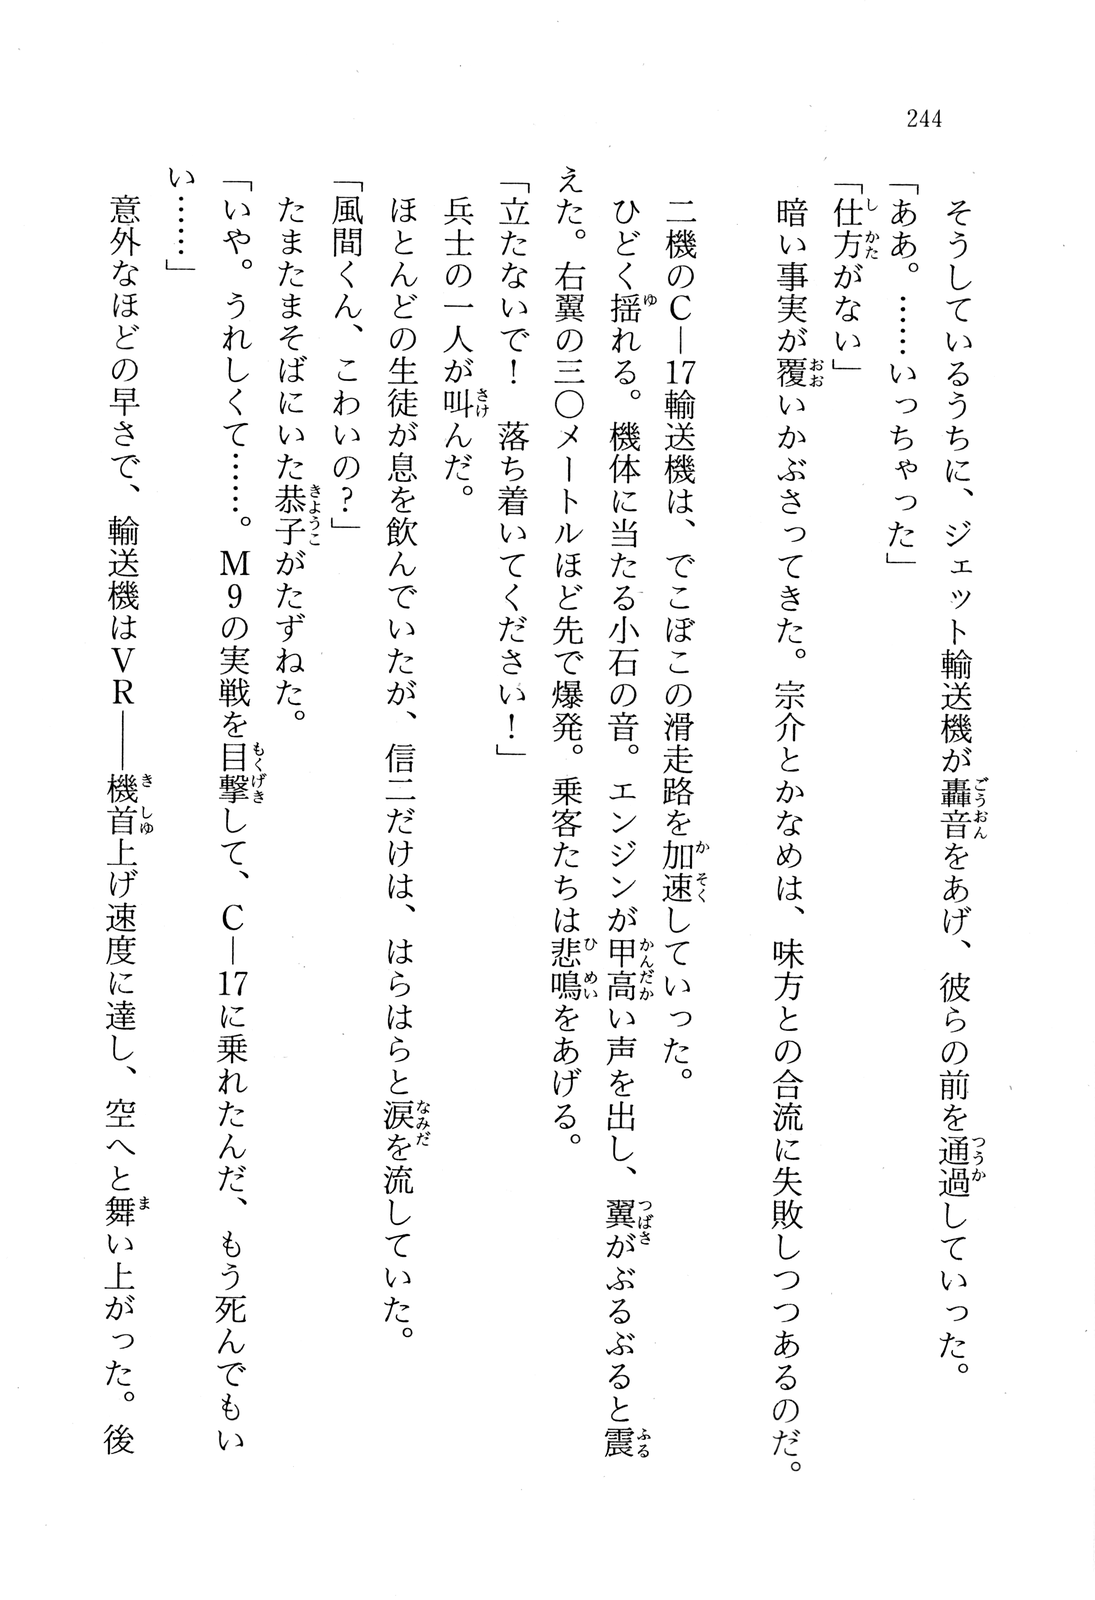 244
そうしているうちに、ジェット輸送機が轟音をあげ、彼らの前を通過していった。
「ああ。……いっちゃった」
「仕方がない」
暗い事実が覆いかぶさってきた。宗介とかなめは、味方との合流に失敗しつつあるのだ。
二機のC―17輸送機は、でこぼこの滑走路を加速していった。
ひどく揺れる。機体に当たる小石の音。エンジンが甲高い声を出し、翼がぶるぶると震
えた。右翼の三〇メートルほど先で爆発。乗客たちは悲鳴をあげる。
「立たないで！　落ち着いてください！」
兵士の一人が叫んだ。
ほとんどの生徒が息を飲んでいたが、信二だけは、はらはらと涙を流していた。
「風間くん、こわいの？」
たまたまそばにいた恭子がたずねた。
「いや。うれしくて……。M9の実戦を目撃して、C―17に乗れたんだ、もう死んでもい
い……」
意外なほどの早さで、輸送機はVR――機首上げ速度に達し、空へと舞い上がった。後